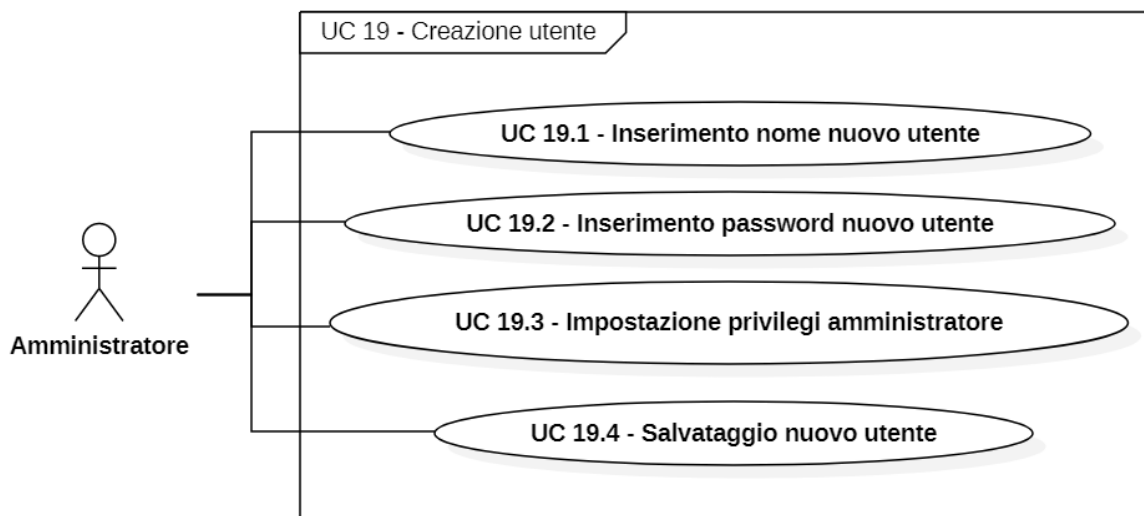 UC 19 - Creazione utente
UC 19.1 - Inserimento nome nuovo utente
UC 19.2 - Inserimento password nuovo utente
UC 19.3 - Impostazione privilegi amministratore
Amministratore
UC 19.4 - Salvataggio nuovo utente